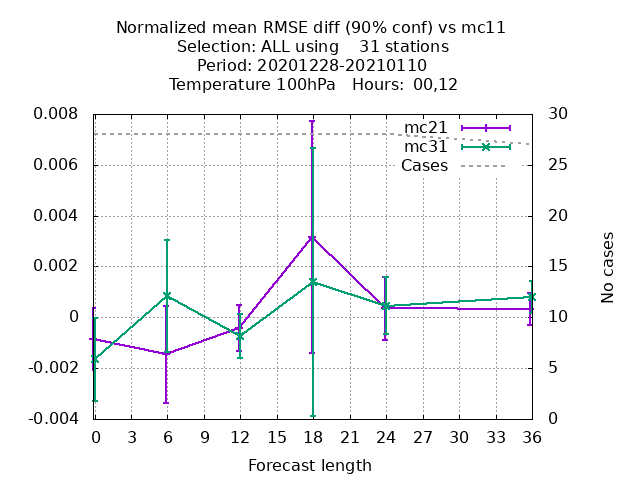 Normalized mean RMSE diff (90% conf) vs mc11
Selection: ALL using    31 stations
Period: 20201228-20210110
Temperature 100hPa   Hours:  00,12
0.008
0.006
0.004
0.002
0
-0.002
-0.004
30
25
20
15
10
5
0
mc21
mc31
Cases
No cases
0 3 6 9 12 15 18 21 24 27 30 33 36
Forecast length